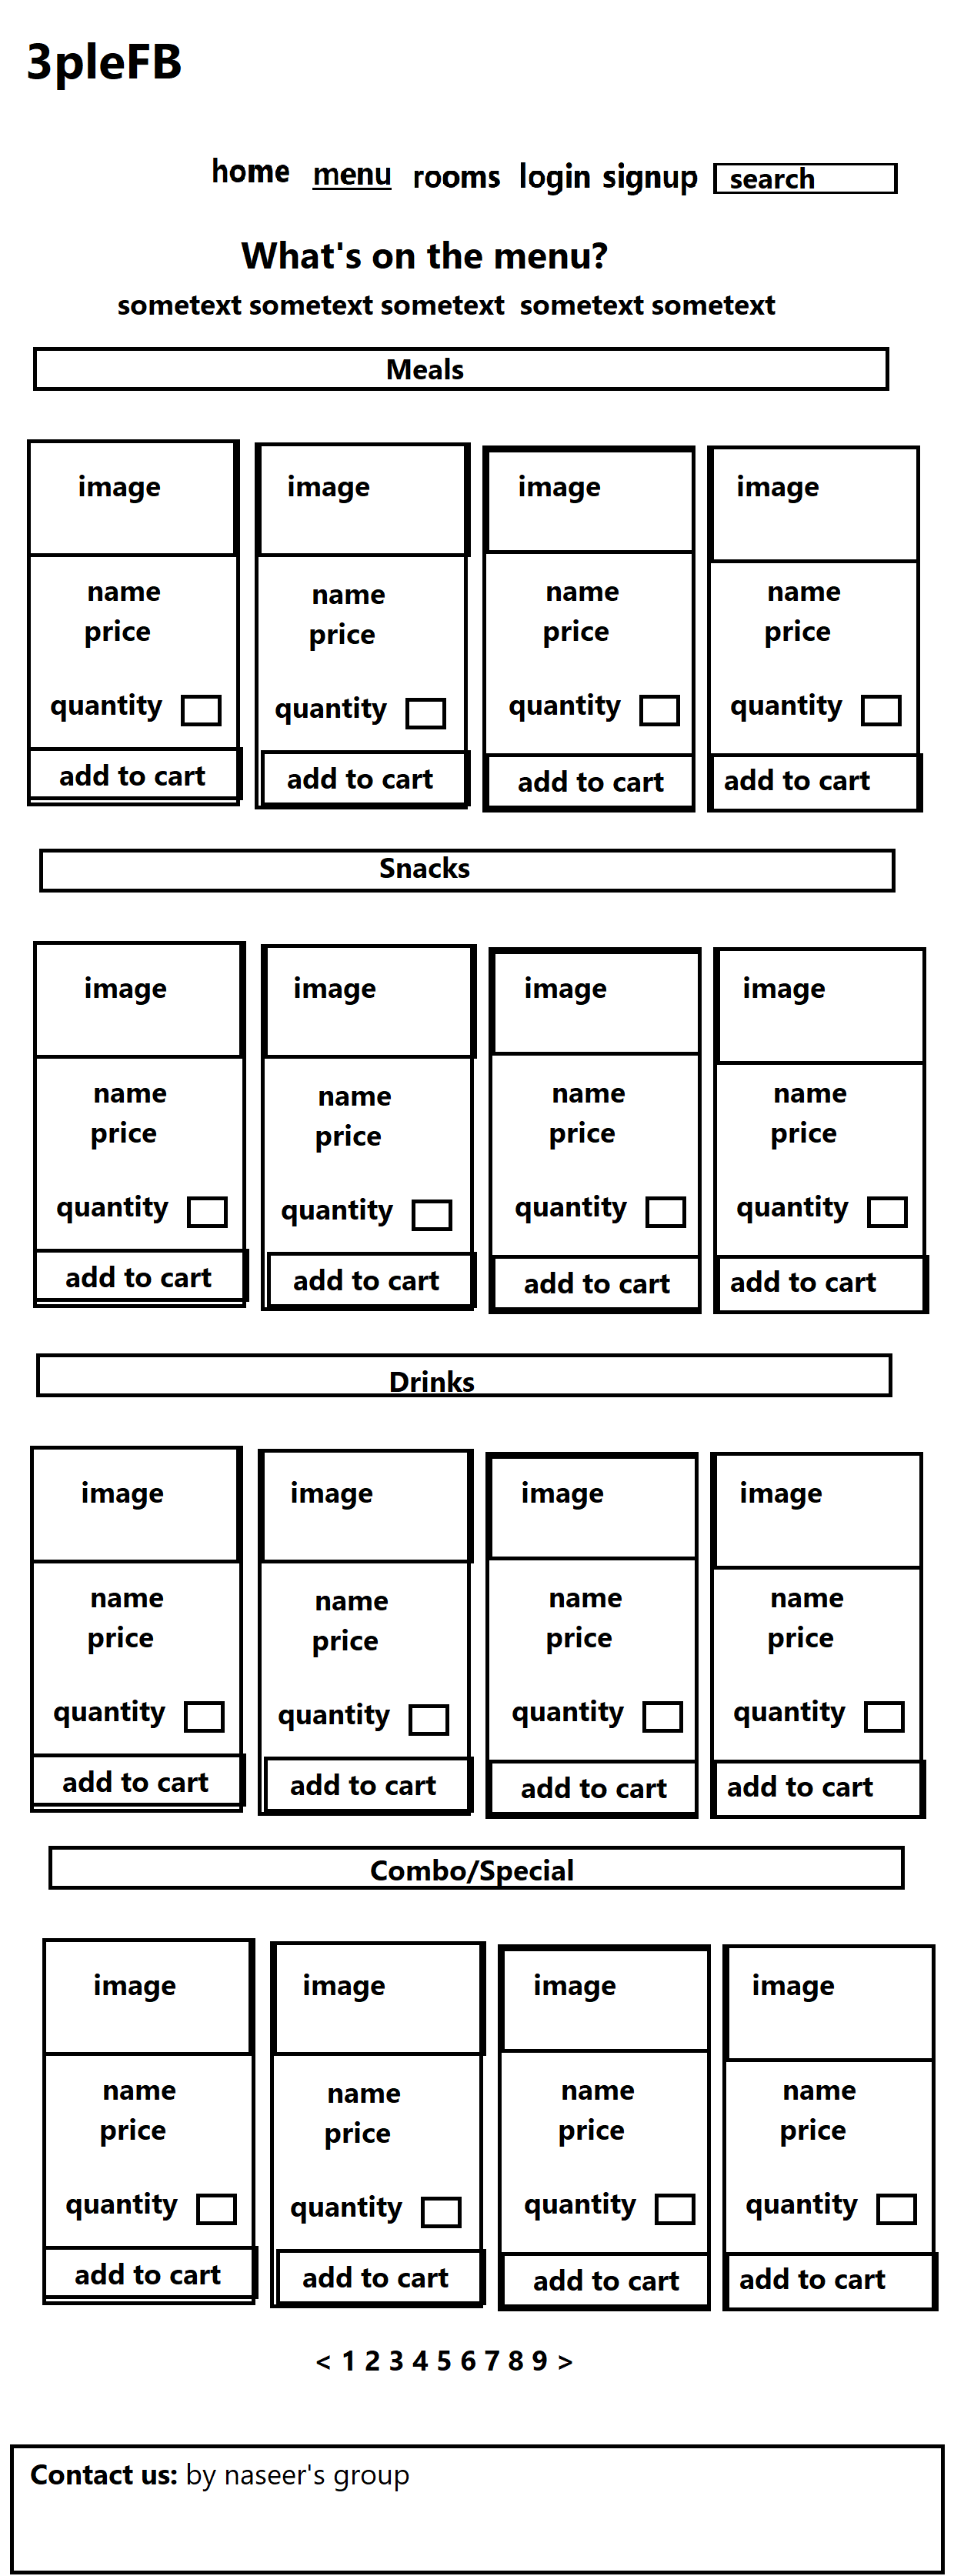 3pleFB
home menu rooms login signup search
What's on the menu?
sometext sometext sometext sometext sometext
Meals
image image image image
name name name name
price price price price
quantity quantity quantity quantity
add to cart add to cart add to cart add to cart
Snacks
image image image image
name name name name
price price price price
quantity quantity quantity quantity
add to cart add to cart add to cart add to cart
Drinks
image image image image
name name name name
price price price price
quantity quantity quantity quantity
add to cart add to cart add to cart add to cart
Combo/Special
image image image image
name name name name
price price price price
quantity quantity quantity quantity
add to cart add to cart add to cart add to cart
< 1 2 3 4 5 6 7 8 9 >
Contact us: by naseer's group